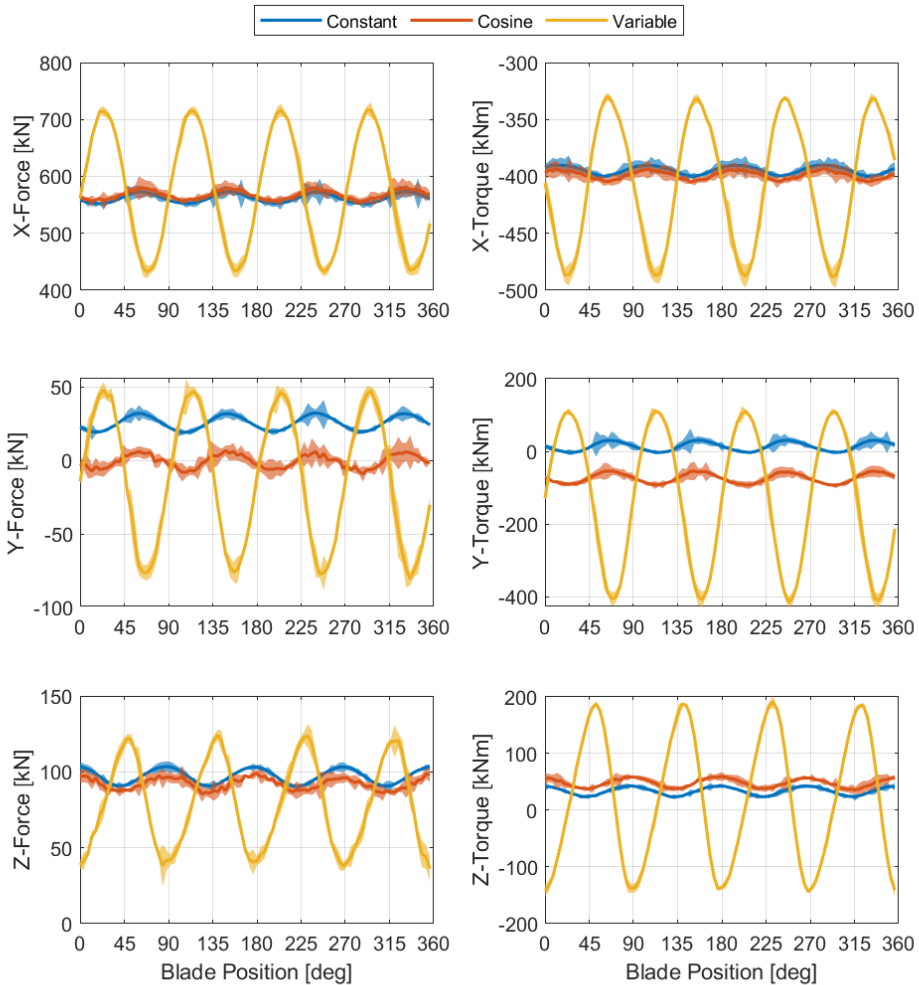 Constant Cosine Variable
800
700
600
500
400
X-Force [kN]
0 45 90 135 180 225 270 315 360
-300
-350
-400
-450
-500
X-Torque [kNm]
0 45 90 135 180 225 270 315 360
50
0
-50
-100
Y-Force [kN]
0 45 90 135 180 225 270 315 360
200
0
-200
-400
Y-Torque [kNm]
0 45 90 135 180 225 270 315 360
150
100
50
0
Z-Force [kN]
0 45 90 135 180 225 270 315 360
Blade Position [deg]
200
100
0
-100
-200
Z-Torque [kNm]
0 45 90 135 180 225 270 315 360
Blade Position [deg]